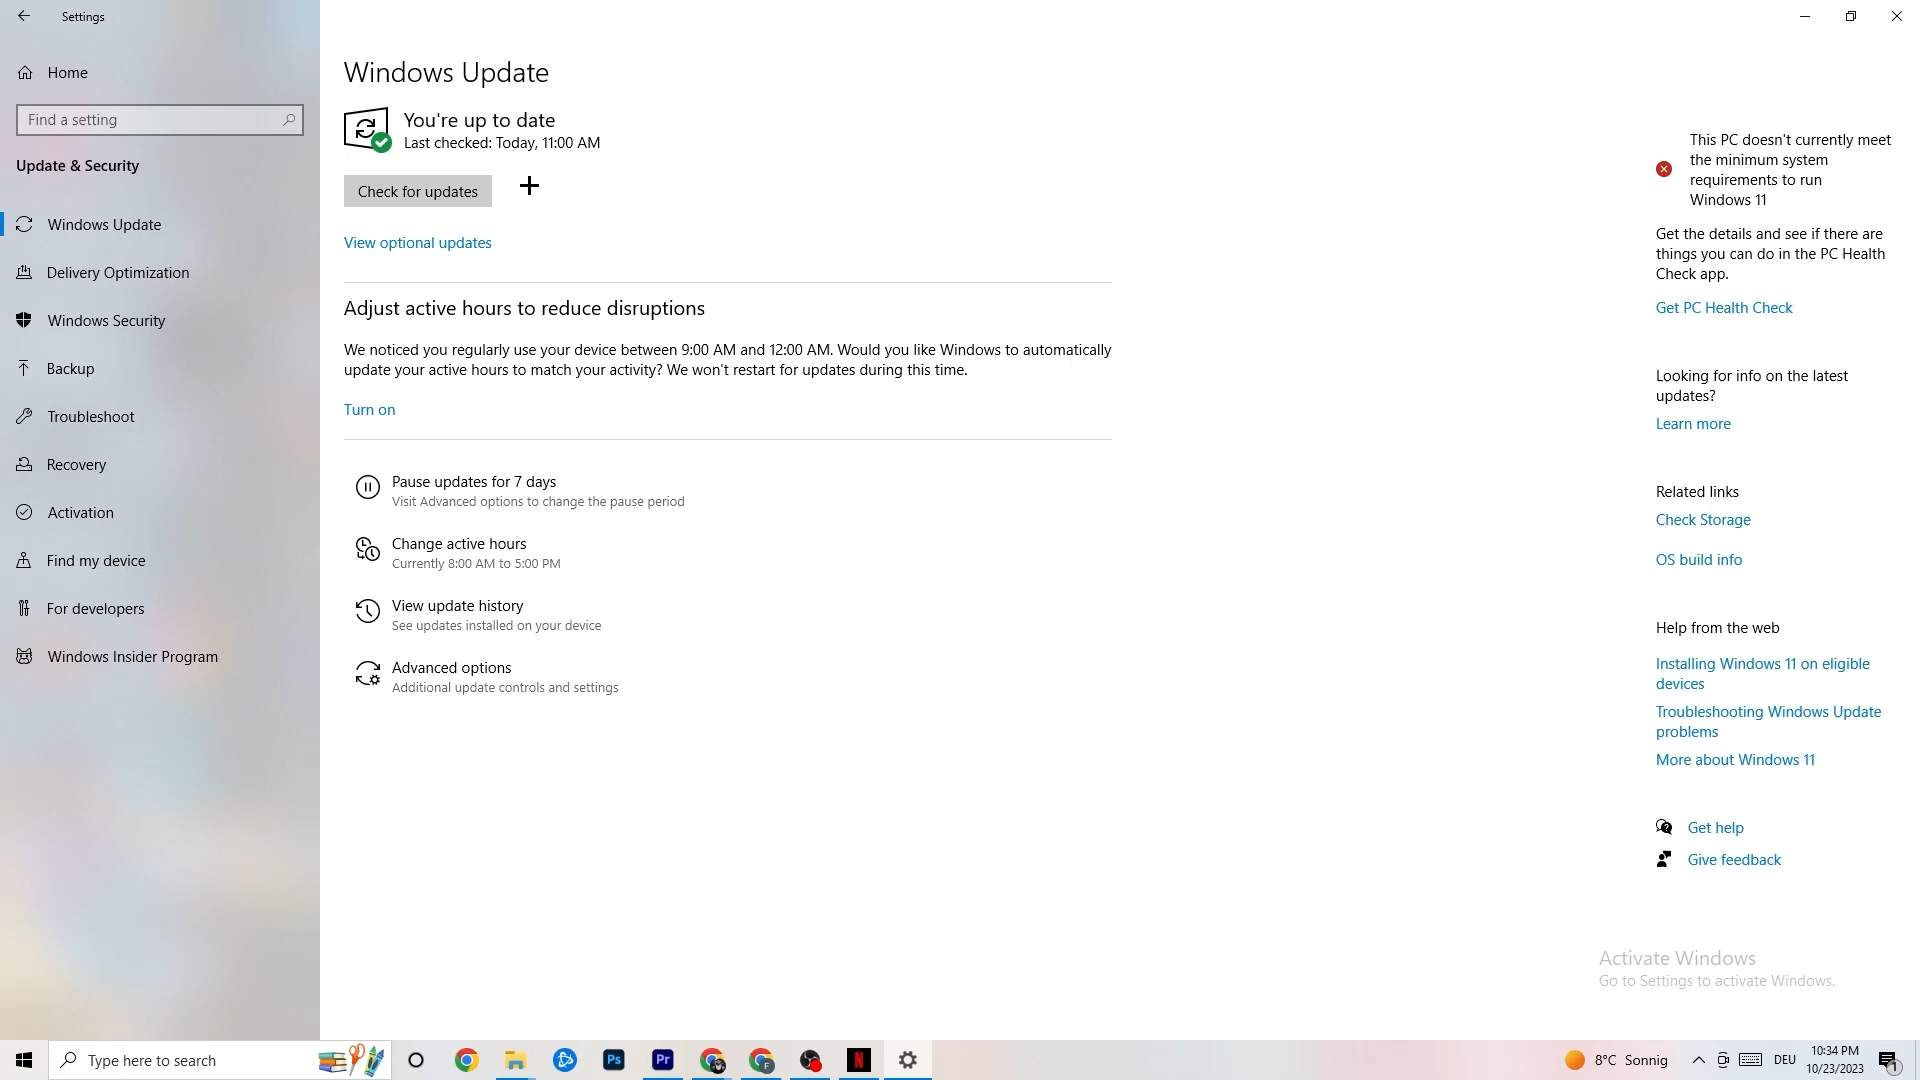 Settings
Home
Find a setting
Update & Security
Windows Update
Delivery Optimization
Windows Security
Backup
Troubleshoot
Recovery
Activation
Find my device
For developers
Windows Insider Program
Windows Update
You're up to date
Last checked: Today, 11:00 AM
Check for updates
View optional updates
Adjust active hours to reduce disruptions
We noticed you regularly use your device between 9:00 AM and 12:00 AM. Would you like Windows to automatically
update your active hours to match your activity? We won't restart for updates during this time.
Turn on
Pause updates for 7 days
Visit Advanced options to change the pause period
Change active hours
Currently 8:00 AM to 5:00 PM
View update history
See updates installed on your device
Advanced options
Additional update controls and settings
This PC doesn't currently meet
the minimum system
requirements to run
Windows 11
Get the details and see if there are
things you can do in the PC Health
Check app.
Get PC Health Check
Looking for info on the latest
updates?
Learn more
Related links
Check Storage
OS build info
Help from the web
Installing Windows 11 on eligible
devices
Troubleshooting Windows Update
problems
More about Windows 11
Get help
Give feedback
Activate Windows
Go to Settings to activate Windows.
Type here to search
Ps
Pr
F
N
8°C Sonnig
DEU
10:34 PM
10/23/2023
1